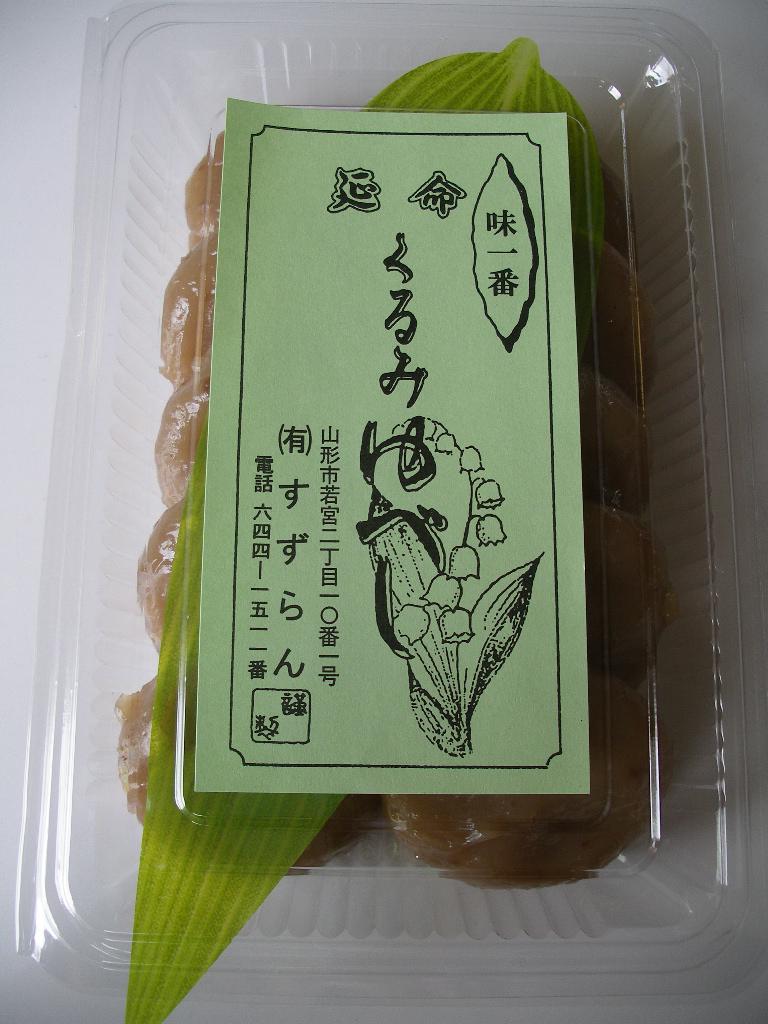 味一番
延命
くるみ
ゆべし
山形市若宮二丁目一〇番一号
㈲すずらん
電話 六四四ー一五一一番
謹製